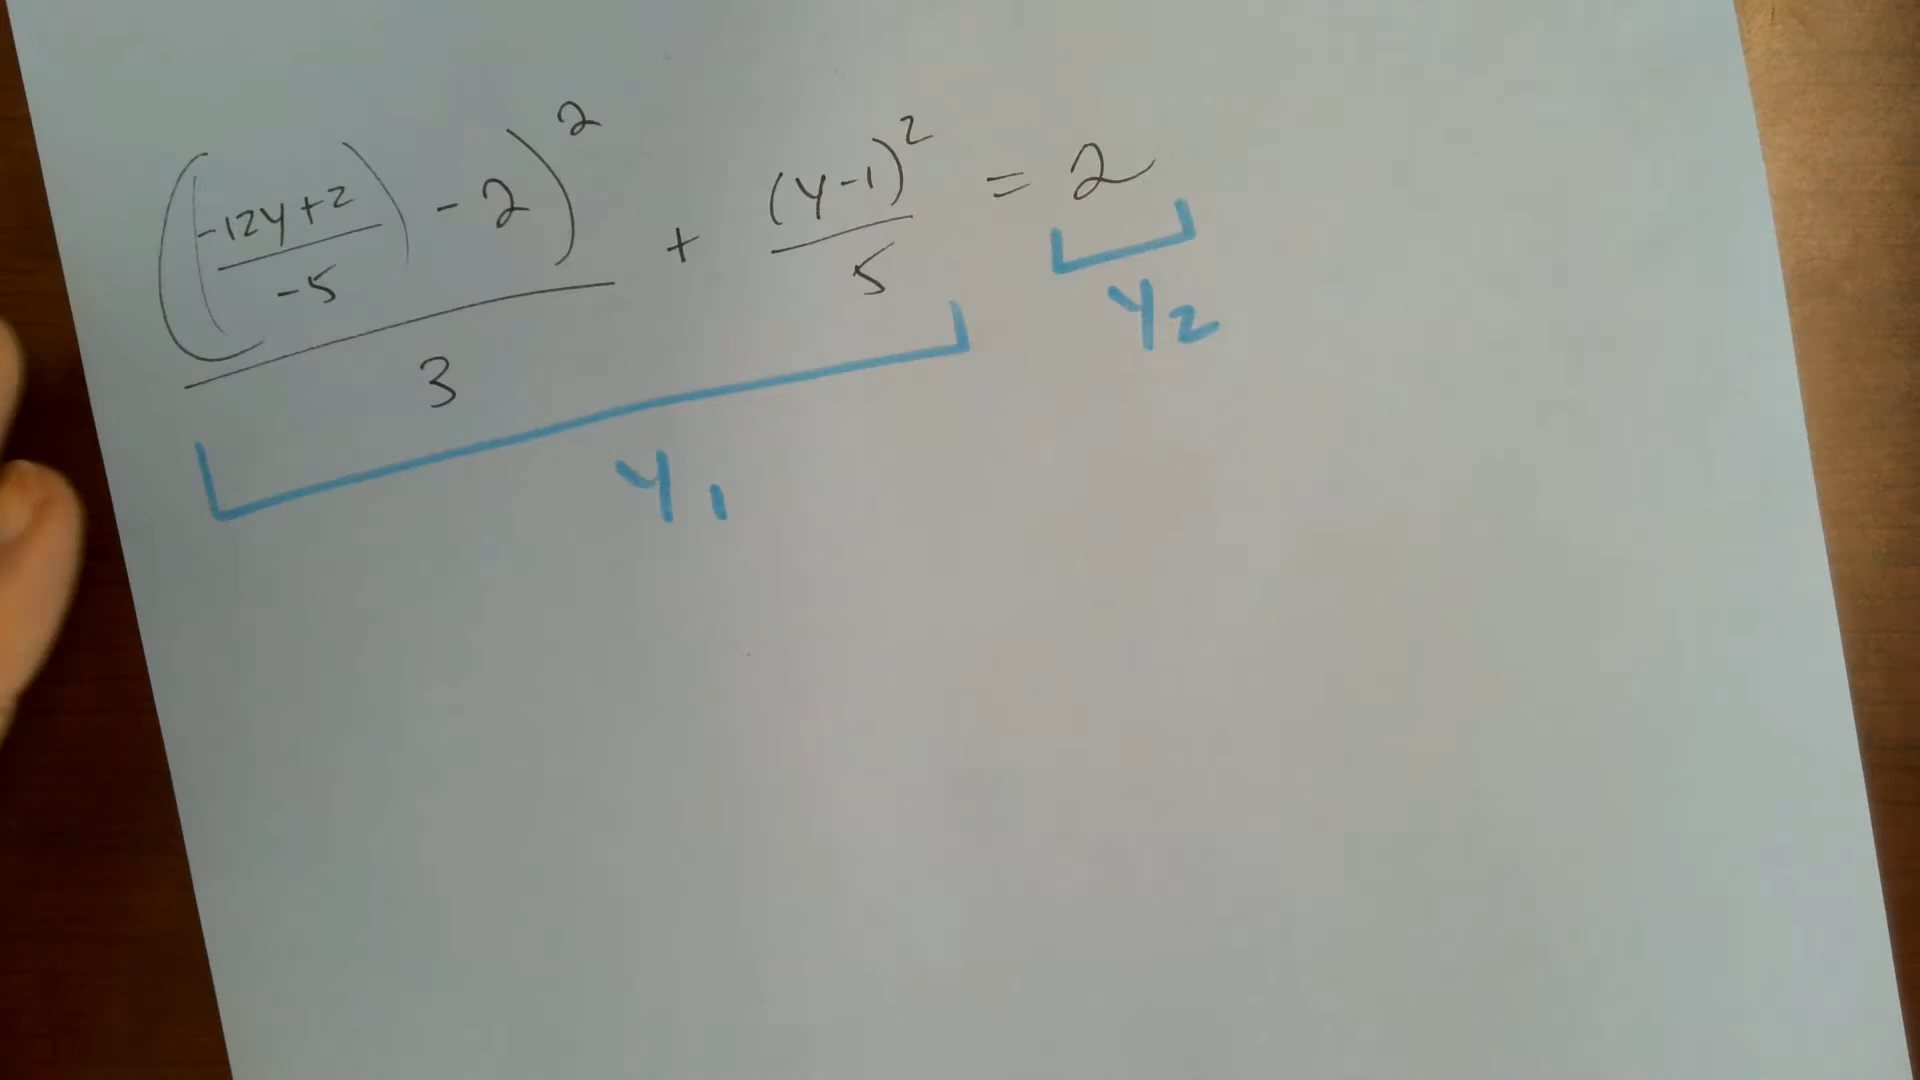 ((-12y+2)/-5 - 2)^2/3 + (y-1)^2/5 = 2
y1 y2